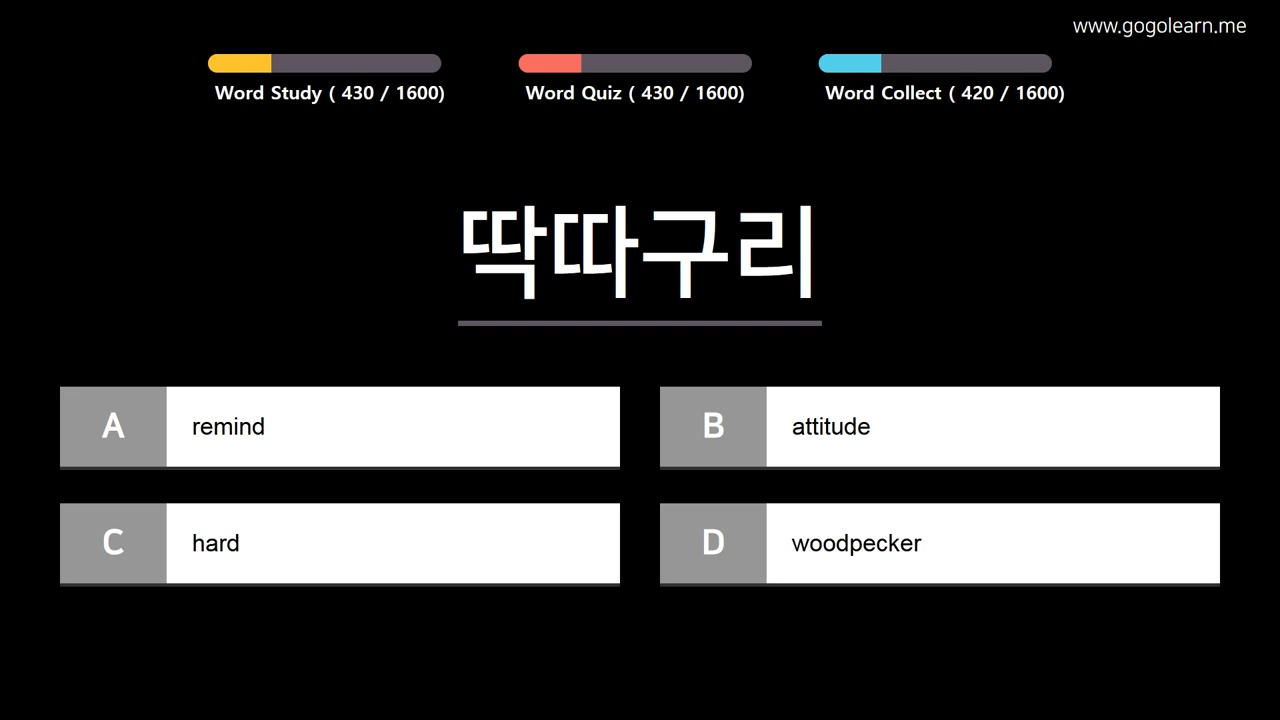 www.gogolearn.me
Word Study ( 430 / 1600)
Word Quiz ( 430 / 1600)
Word Collect ( 420 / 1600)
딱따구리
A remind
B attitude
C hard
D woodpecker